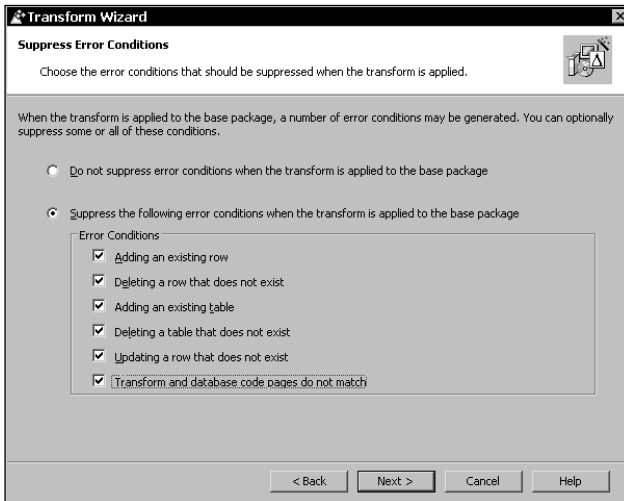 Transform Wizard
Suppress Error Conditions
Choose the error conditions that should be suppressed when the transform is applied.
When the transform is applied to the base package, a number of error conditions may be generated. You can optionally
suppress some or all of these conditions.
Do not suppress error conditions when the transform is applied to the base package
Suppress the following error conditions when the transform is applied to the base package
Error Conditions
Adding an existing row
Deleting a row that does not exist
Adding an existing table
Deleting a table that does not exist
Updating a row that does not exist
Transform and database code pages do not match
< Back Next > Cancel Help